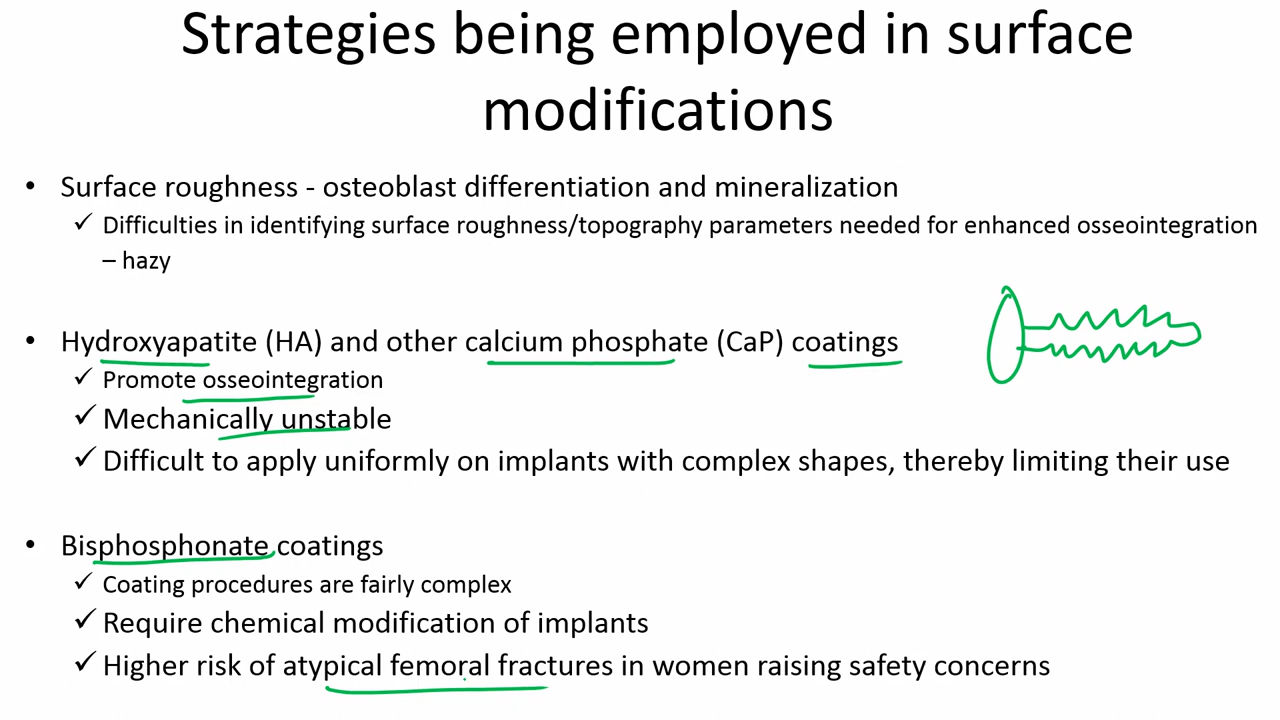 Strategies being employed in surface
modifications
• Surface roughness - osteoblast differentiation and mineralization
✓ Difficulties in identifying surface roughness/topography parameters needed for enhanced osseointegration
– hazy
• Hydroxyapatite (HA) and other calcium phosphate (CaP) coatings
✓ Promote osseointegration
✓ Mechanically unstable
✓ Difficult to apply uniformly on implants with complex shapes, thereby limiting their use
• Bisphosphonate coatings
✓ Coating procedures are fairly complex
✓ Require chemical modification of implants
✓ Higher risk of atypical femoral fractures in women raising safety concerns